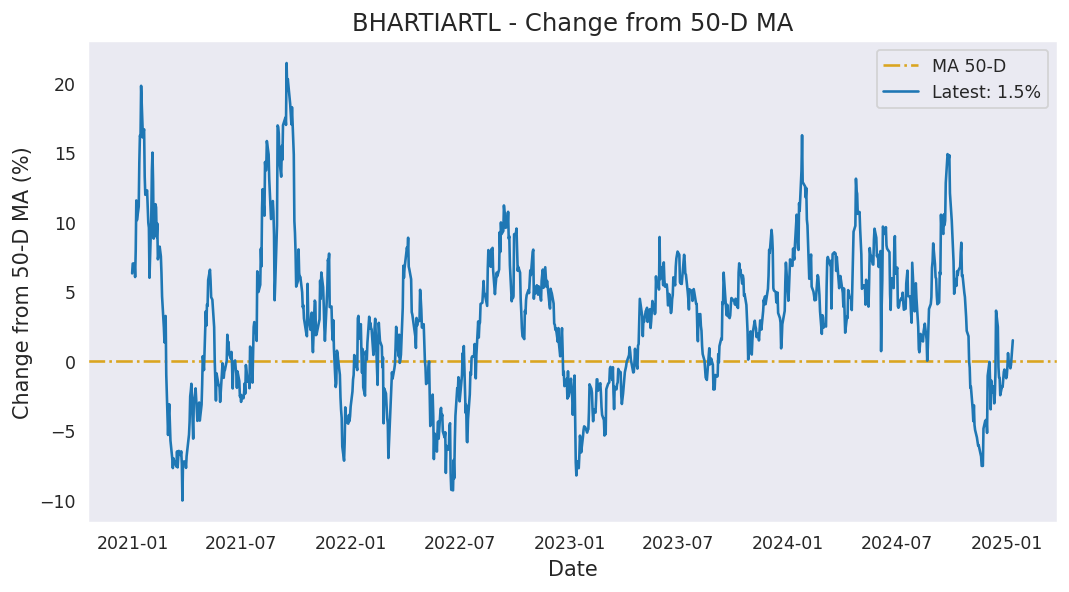 BHARTIARTL - Change from 50-D MA
MA 50-D
Latest: 1.5%
Change from 50-D MA (%)
20
15
10
5
0
−5
−10
2021-01 2021-07 2022-01 2022-07 2023-01 2023-07 2024-01 2024-07 2025-01
Date